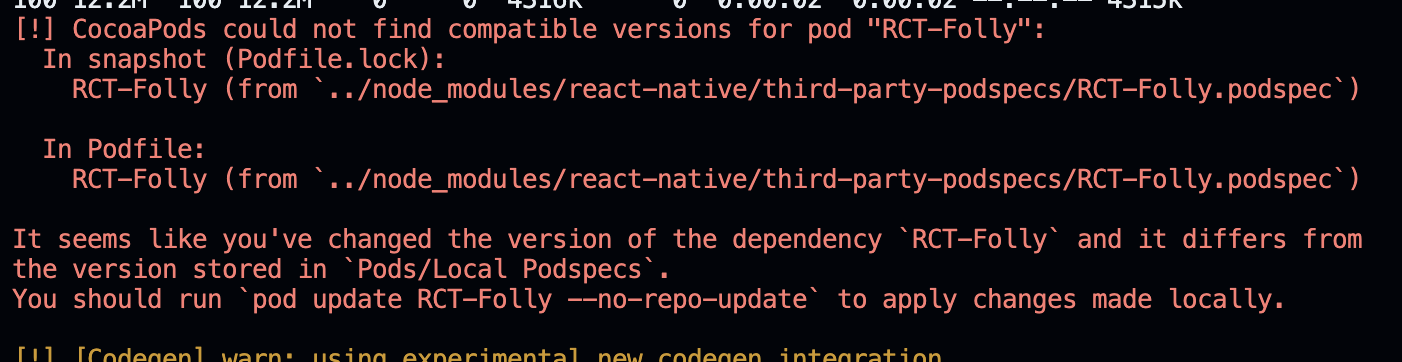 100 12.2M  100 12.2M    0     0  4316k      0  0:00:02  0:00:02 --:--:-- 4315k
[!] CocoaPods could not find compatible versions for pod "RCT-Folly":
  In snapshot (Podfile.lock):
    RCT-Folly (from `../node_modules/react-native/third-party-podspecs/RCT-Folly.podspec`)

  In Podfile:
    RCT-Folly (from `../node_modules/react-native/third-party-podspecs/RCT-Folly.podspec`)

It seems like you've changed the version of the dependency `RCT-Folly` and it differs from
the version stored in `Pods/Local Podspecs`.
You should run `pod update RCT-Folly --no-repo-update` to apply changes made locally.

[!] [Codegen] warn: using experimental new codegen integration